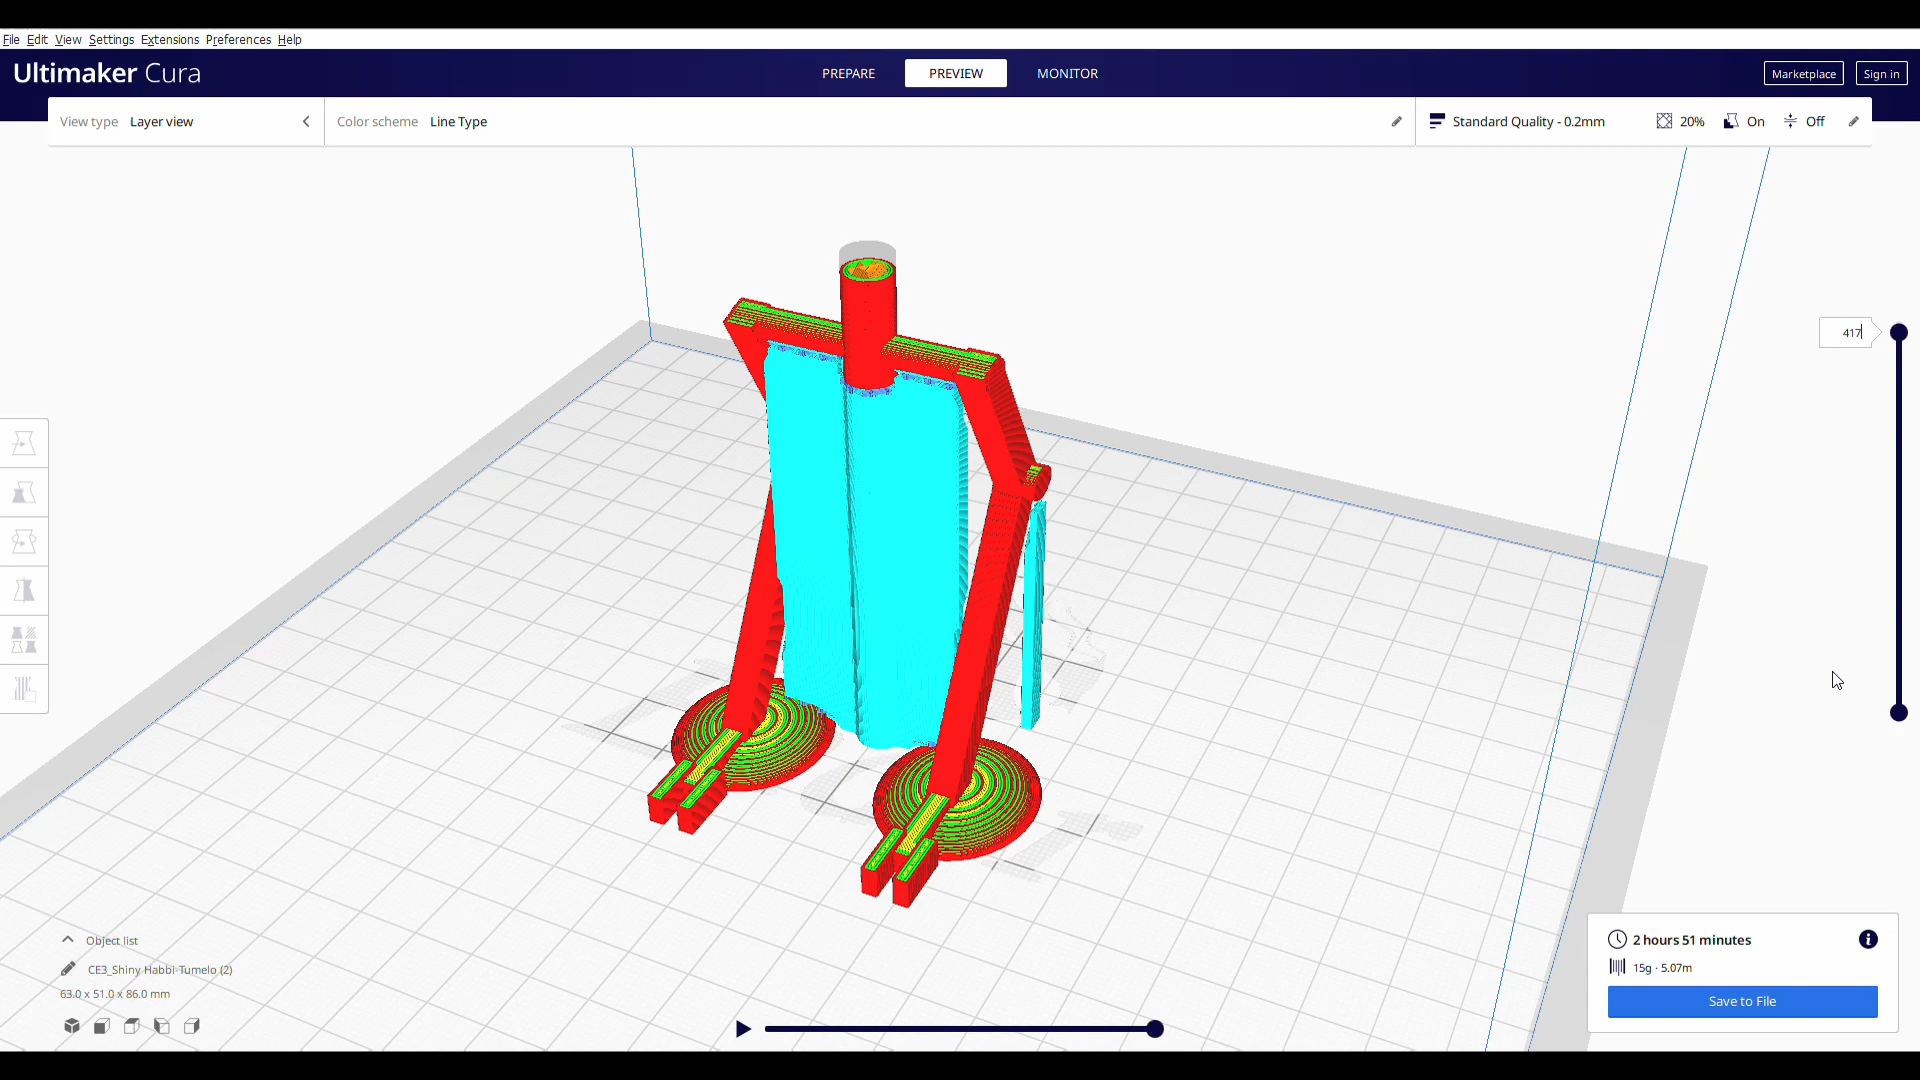 File Edit View Settings Extensions Preferences Help
Ultimaker Cura
PREPARE PREVIEW MONITOR
Marketplace Sign in
View type Layer view
Color scheme Line Type
Standard Quality - 0.2mm 20% On Off
417
Object list
CE3_Shiny Habbi-Tumelo (2)
63.0 x 51.0 x 86.0 mm
2 hours 51 minutes
15g · 5.07m
Save to File